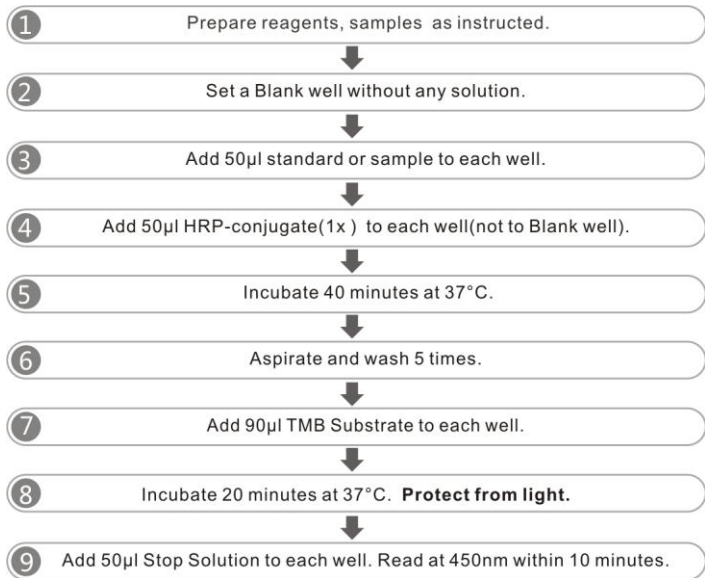 1 Prepare reagents, samples as instructed.
2 Set a Blank well without any solution.
3 Add 50µl standard or sample to each well.
4 Add 50µl HRP-conjugate(1x ) to each well(not to Blank well).
5 Incubate 40 minutes at 37°C.
6 Aspirate and wash 5 times.
7 Add 90µl TMB Substrate to each well.
8 Incubate 20 minutes at 37°C. Protect from light.
9 Add 50µl Stop Solution to each well. Read at 450nm within 10 minutes.